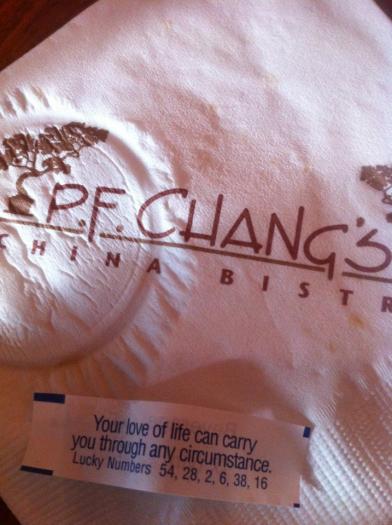 P.F. CHANG'S
CHINA BISTR
Your love of life can carry
you through any circumstance.
Lucky Numbers 54, 28, 2, 6, 38, 16